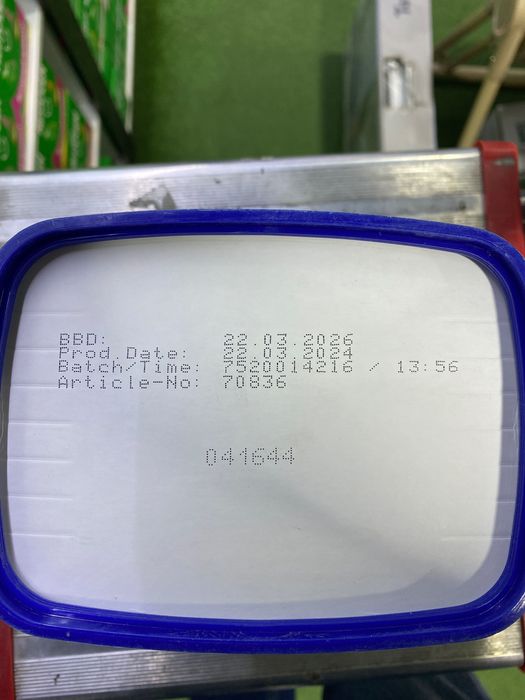 BBD: 22.03.2026
Prod.Date: 22.03.2024
Batch/Time: 7520014216 / 13:56
Article-No: 70836
041644